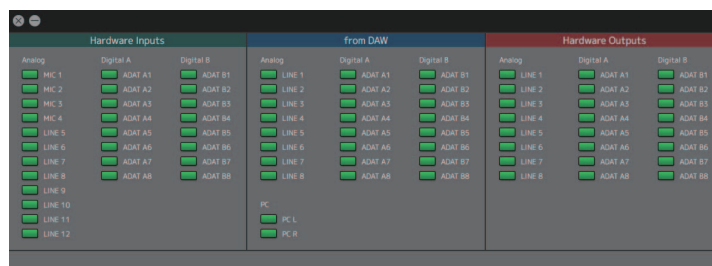 Hardware Inputs from DAW Hardware Outputs
Analog Digital A Digital B Analog Digital A Digital B Analog Digital A Digital B
MIC 1 ADAT A1 ADAT B1 LINE 1 ADAT A1 ADAT B1 LINE 1 ADAT A1 ADAT B1
MIC 2 ADAT A2 ADAT B2 LINE 2 ADAT A2 ADAT B2 LINE 2 ADAT A2 ADAT B2
MIC 3 ADAT A3 ADAT B3 LINE 3 ADAT A3 ADAT B3 LINE 3 ADAT A3 ADAT B3
MIC 4 ADAT A4 ADAT B4 LINE 4 ADAT A4 ADAT B4 LINE 4 ADAT A4 ADAT B4
LINE 5 ADAT A5 ADAT B5 LINE 5 ADAT A5 ADAT B5 LINE 5 ADAT A5 ADAT B5
LINE 6 ADAT A6 ADAT B6 LINE 6 ADAT A6 ADAT B6 LINE 6 ADAT A6 ADAT B6
LINE 7 ADAT A7 ADAT B7 LINE 7 ADAT A7 ADAT B7 LINE 7 ADAT A7 ADAT B7
LINE 8 ADAT A8 ADAT B8 LINE 8 ADAT A8 ADAT B8 LINE 8 ADAT A8 ADAT B8
LINE 9
LINE 10 PC
LINE 11 PC L
LINE 12 PC R